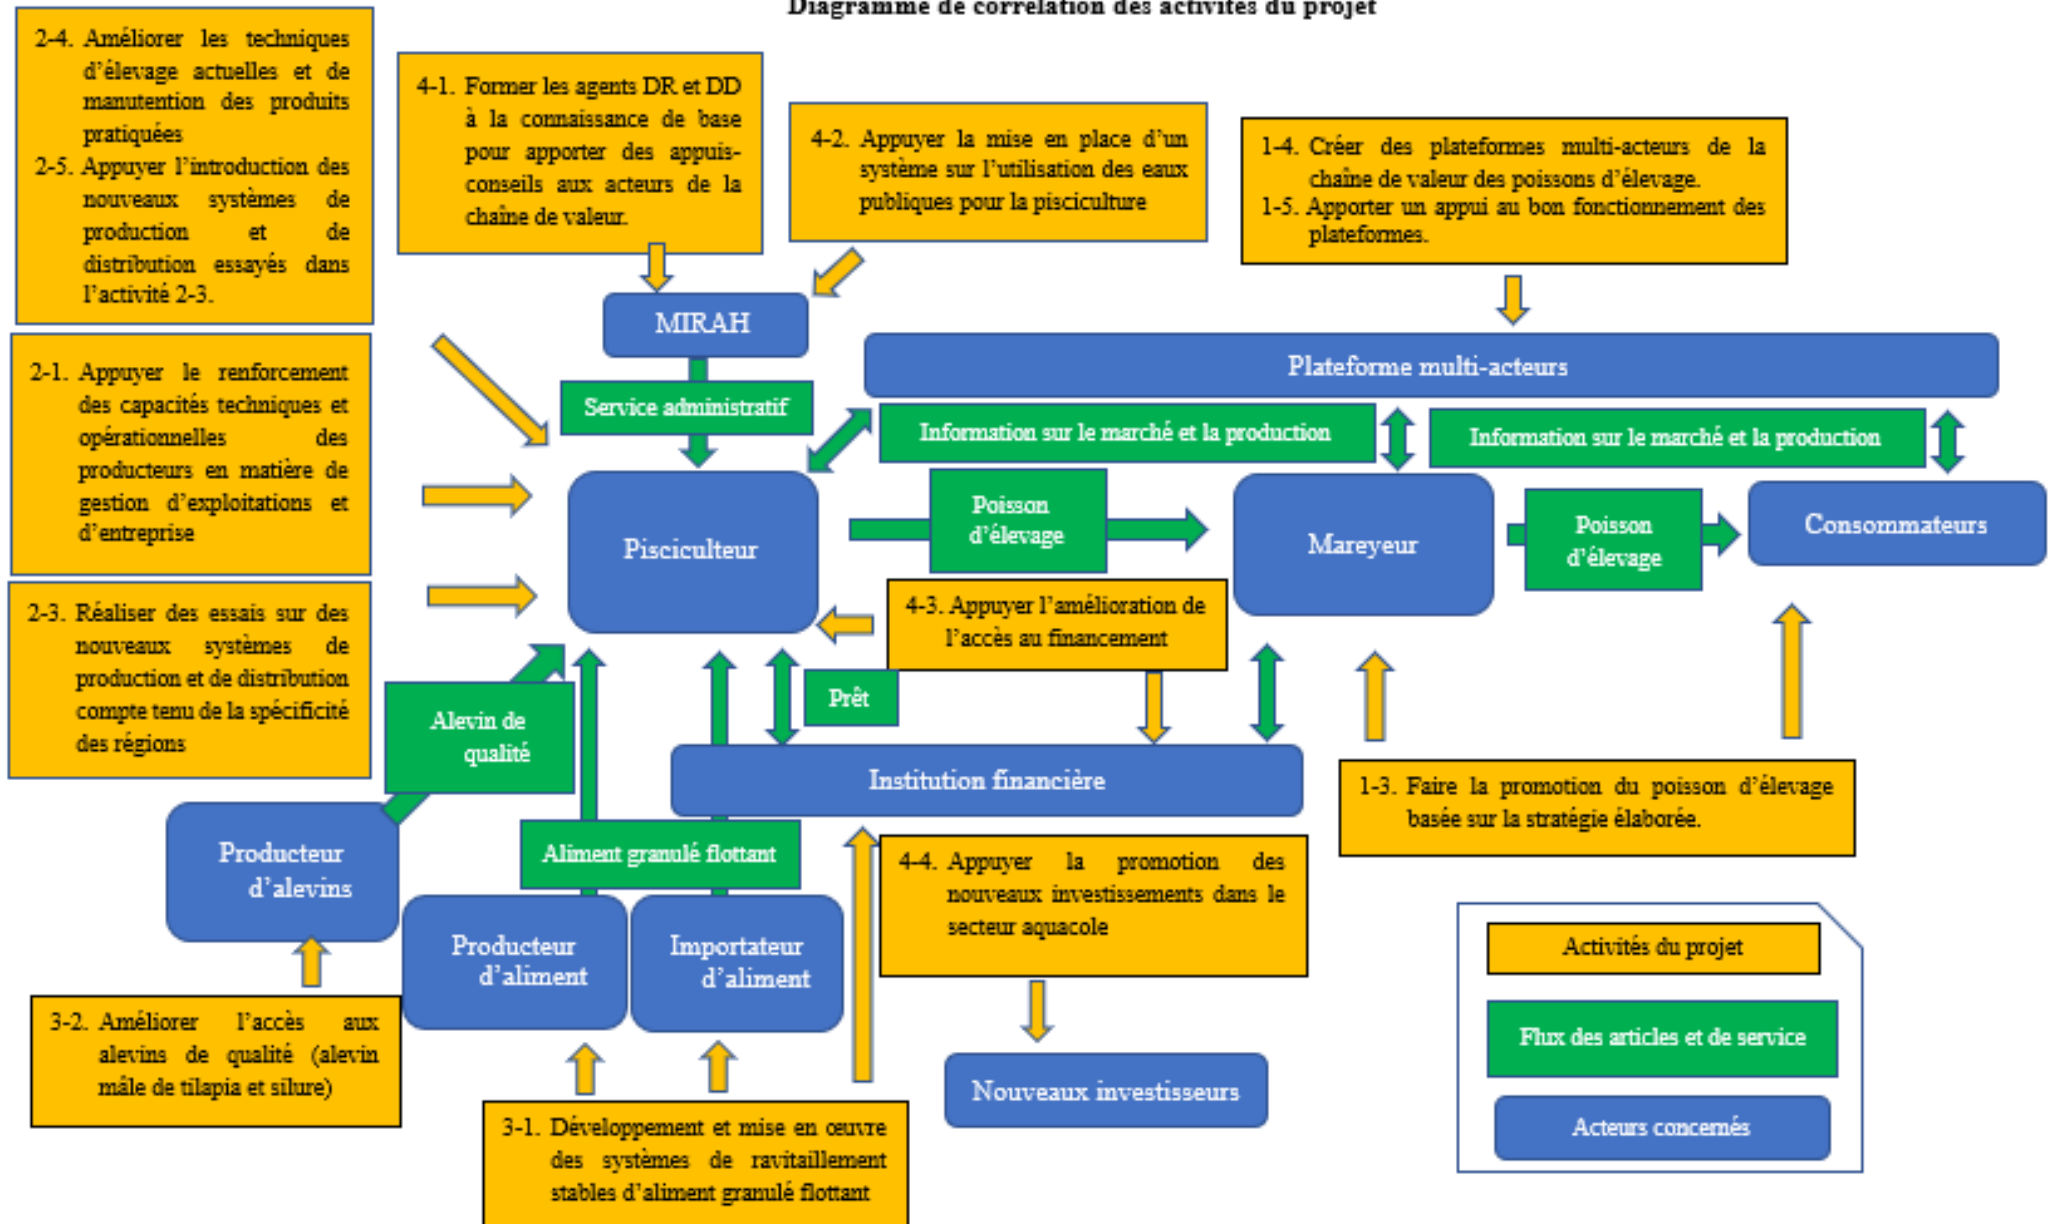 Diagramme de corrélation des activités du projet
2-4. Améliorer les techniques
d’élevage actuelles et de
manutention des produits
pratiquées
2-5. Appuyer l’introduction des
nouveaux systèmes de
production et de
distribution essayés dans
l’activité 2-3.
4-1. Former les agents DR et DD
à la connaissance de base
pour apporter des appuis-
conseils aux acteurs de la
chaîne de valeur.
4-2. Appuyer la mise en place d’un
système sur l’utilisation des eaux
publiques pour la pisciculture
1-4. Créer des plateformes multi-acteurs de la
chaîne de valeur des poissons d’élevage.
1-5. Apporter un appui au bon fonctionnement des
plateformes.
MIRAH
Plateforme multi-acteurs
2-1. Appuyer le renforcement
des capacités techniques et
opérationnelles des
producteurs en matière de
gestion d’exploitations et
d’entreprise
Service administratif
Information sur le marché et la production
Information sur le marché et la production
Pisciculteur
Poisson
d’élevage
Mareyeur
Poisson
d’élevage
Consommateurs
2-3. Réaliser des essais sur des
nouveaux systèmes de
production et de distribution
compte tenu de la spécificité
des régions
4-3. Appuyer l’amélioration de
l’accès au financement
Alevin de
qualité
Prêt
Institution financière
1-3. Faire la promotion du poisson d’élevage
basée sur la stratégie élaborée.
Producteur
d’alevins
Aliment granulé flottant
4-4. Appuyer la promotion des
nouveaux investissements dans le
secteur aquacole
Producteur
d’aliment
Importateur
d’aliment
3-2. Améliorer l’accès aux
alevins de qualité (alevin
mâle de tilapia et silure)
Nouveaux investisseurs
3-1. Développement et mise en œuvre
des systèmes de ravitaillement
stables d’aliment granulé flottant
Activités du projet
Flux des articles et de service
Acteurs concernés